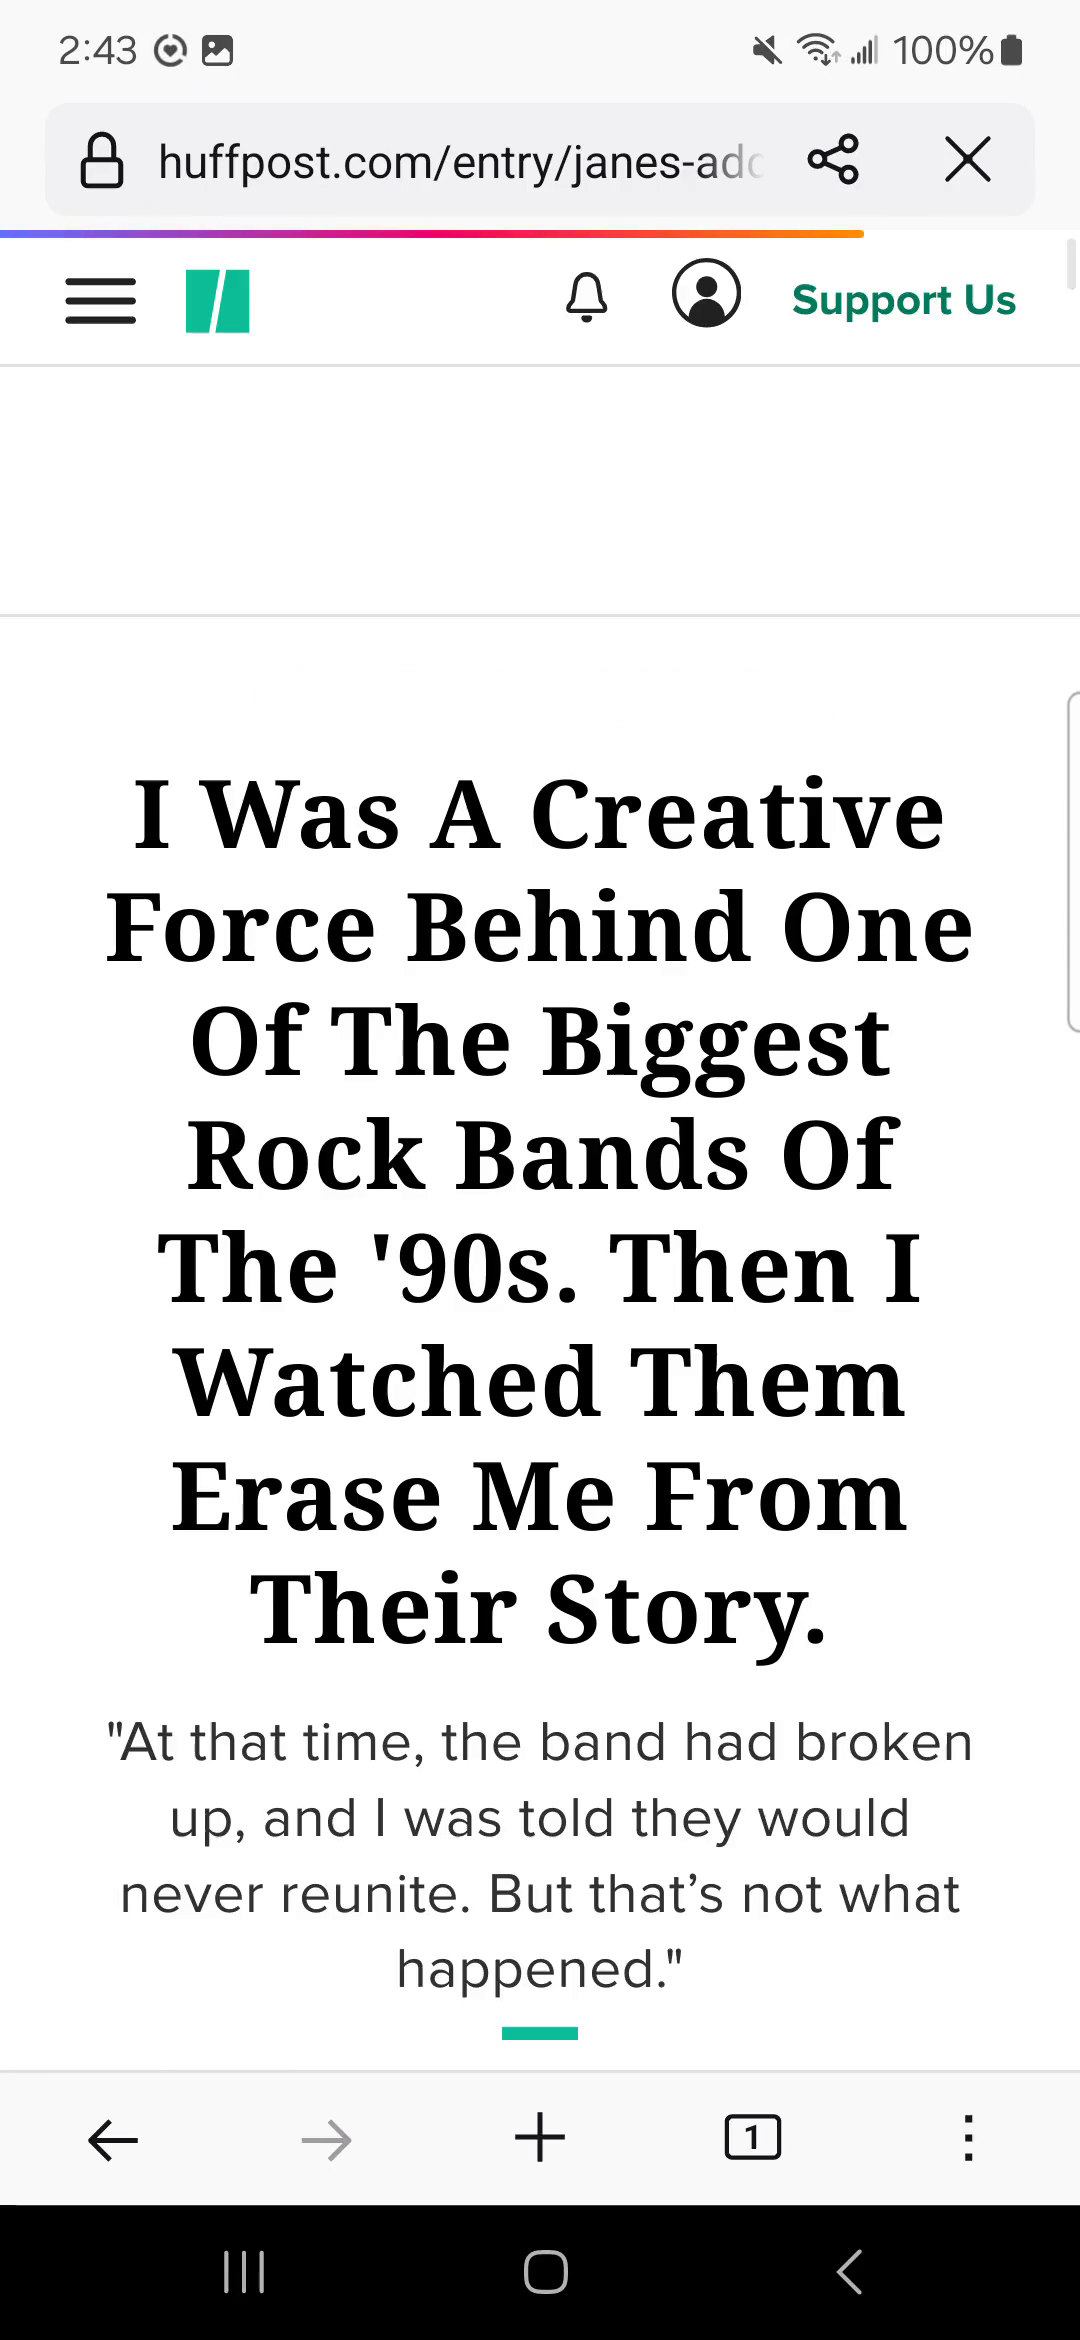 2:43 100%
huffpost.com/entry/janes-add
Support Us
I Was A Creative
Force Behind One
Of The Biggest
Rock Bands Of
The '90s. Then I
Watched Them
Erase Me From
Their Story.
"At that time, the band had broken
up, and I was told they would
never reunite. But that’s not what
happened."
1